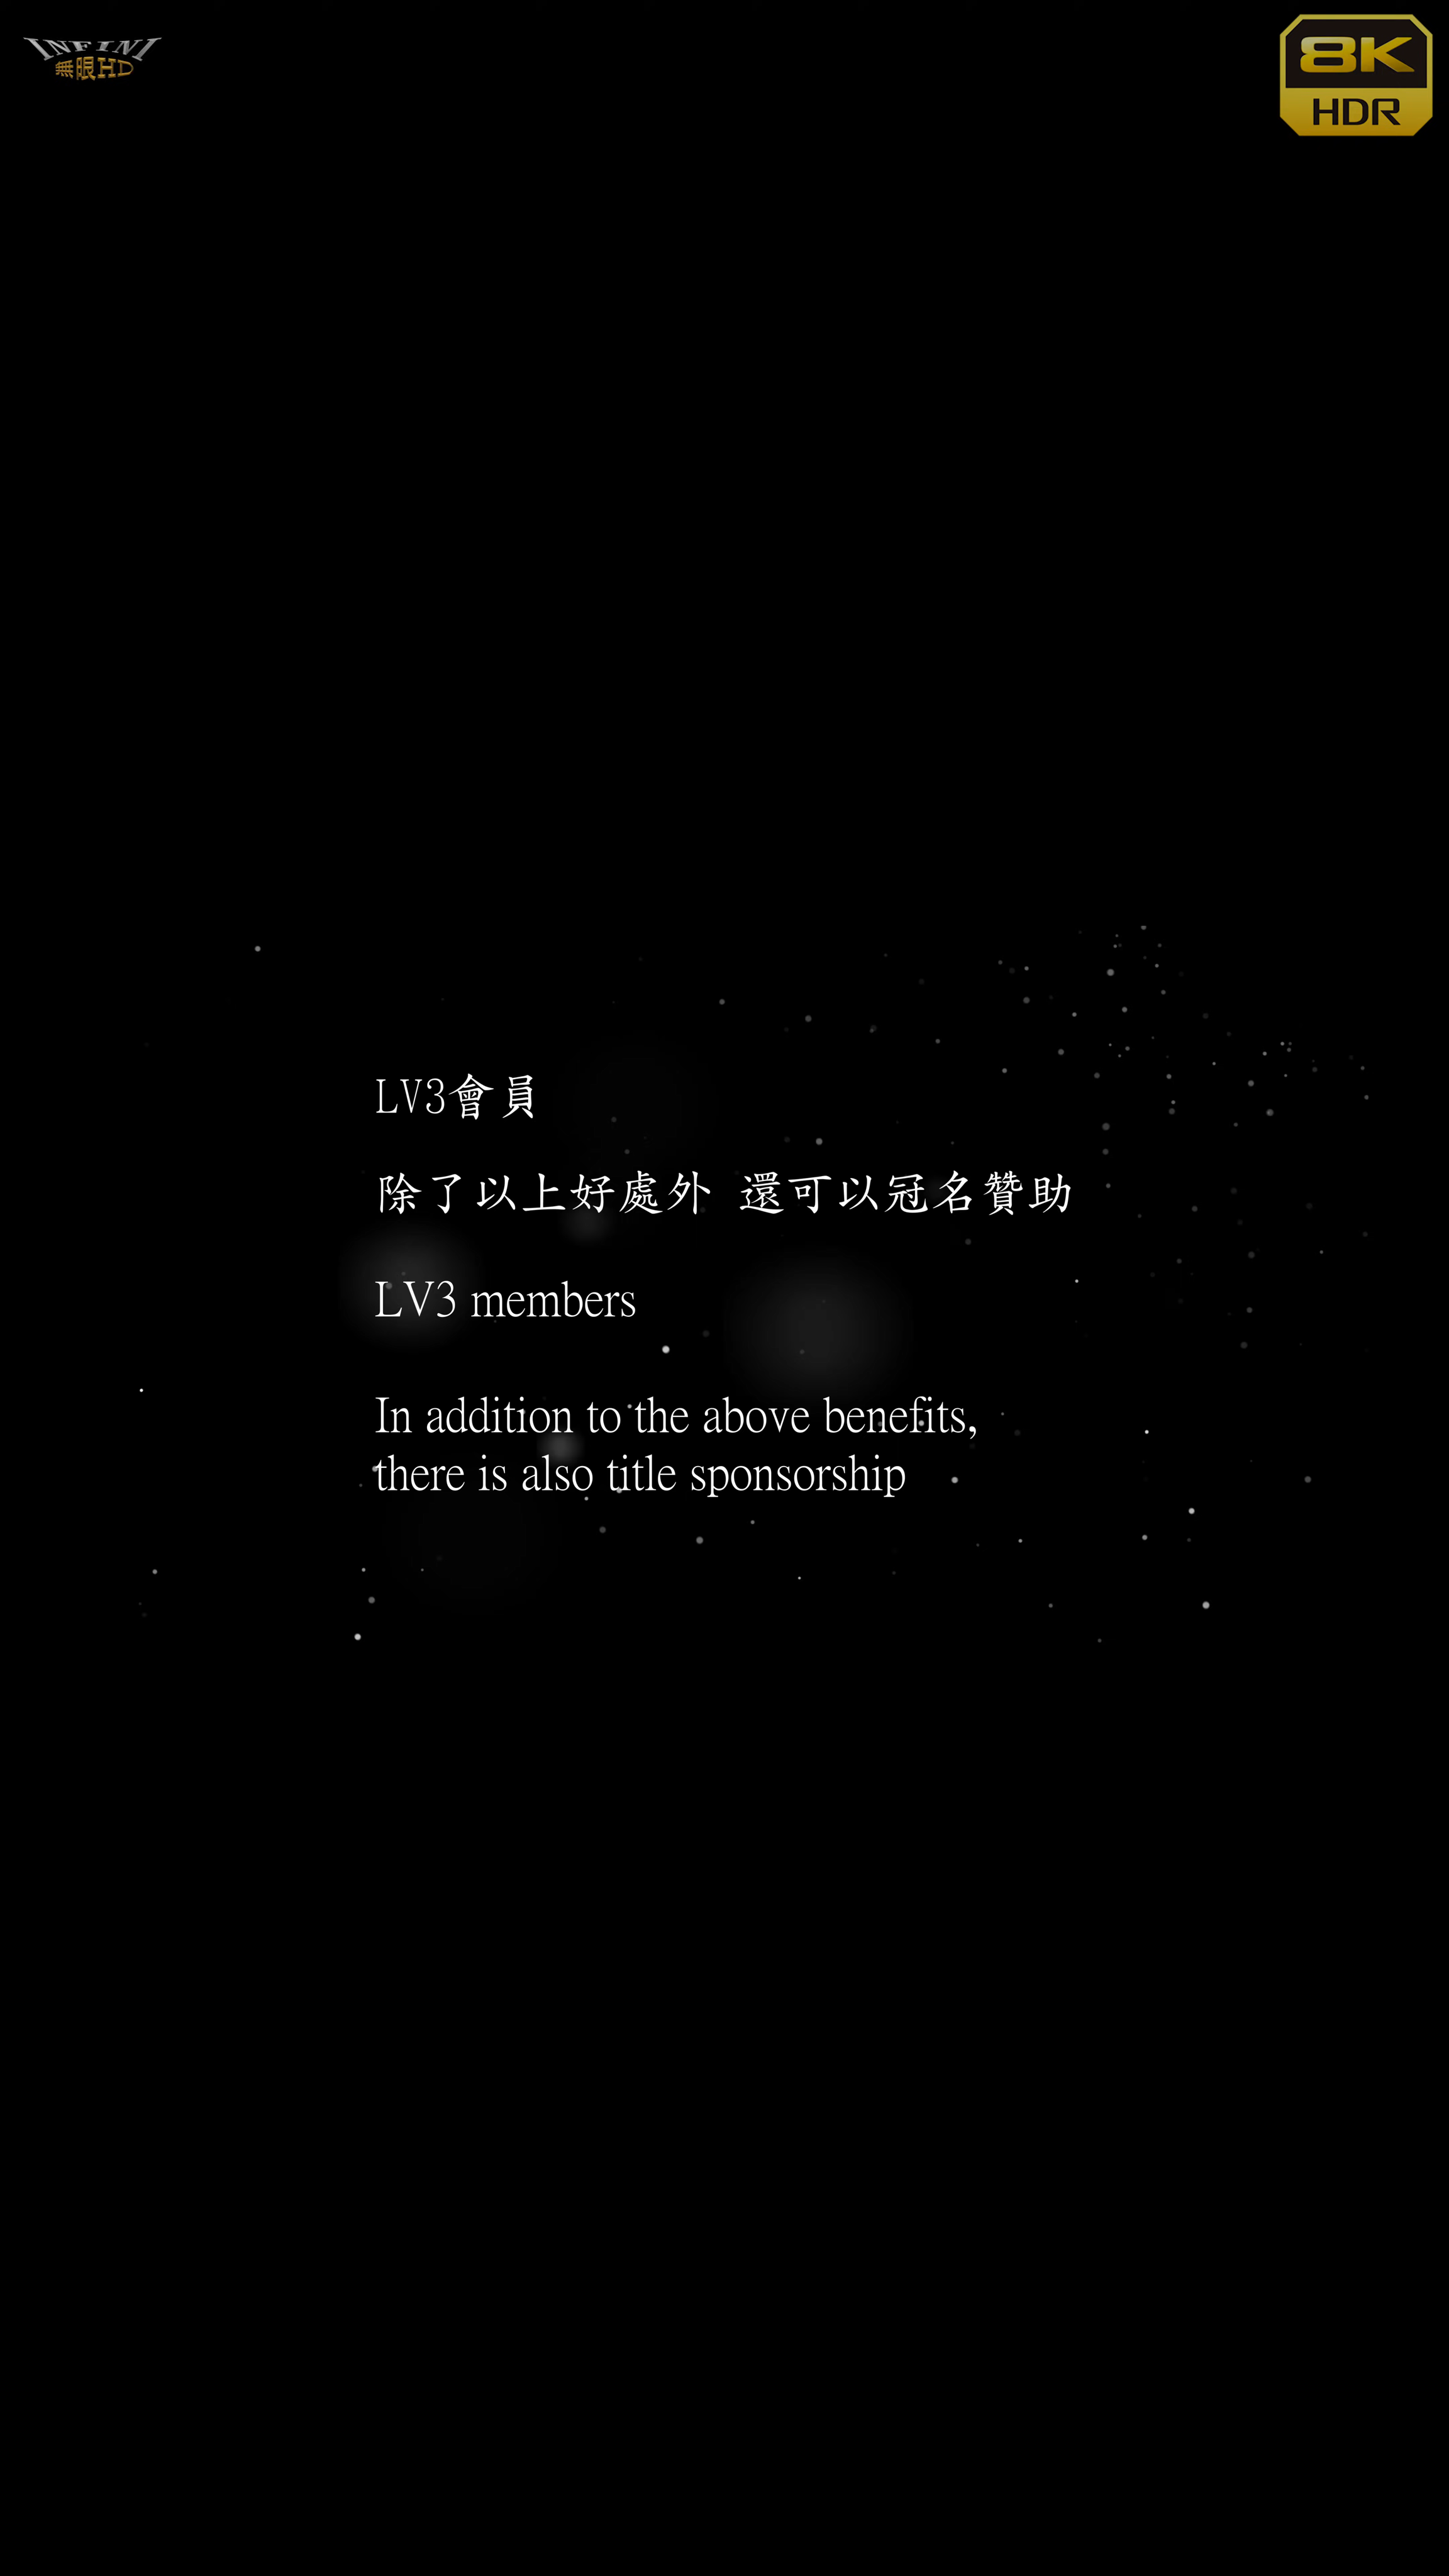 INFINI
無限HD
8K
HDR
LV3會員
除了以上好處外 還可以冠名贊助
LV3 members
In addition to the above benefits,
there is also title sponsorship